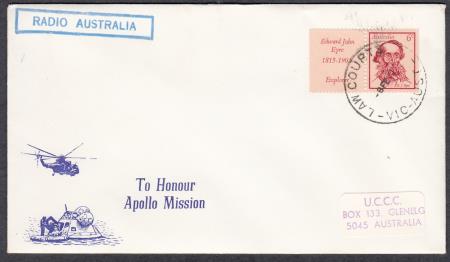 RADIO AUSTRALIA
Edward John
Eyre
1815-1901
Explorer
Australia
LAW COURTS
VIC-AUST
To Honour
Apollo Mission
U.C.C.C.
BOX 133, GLENELG
5045 AUSTRALIA